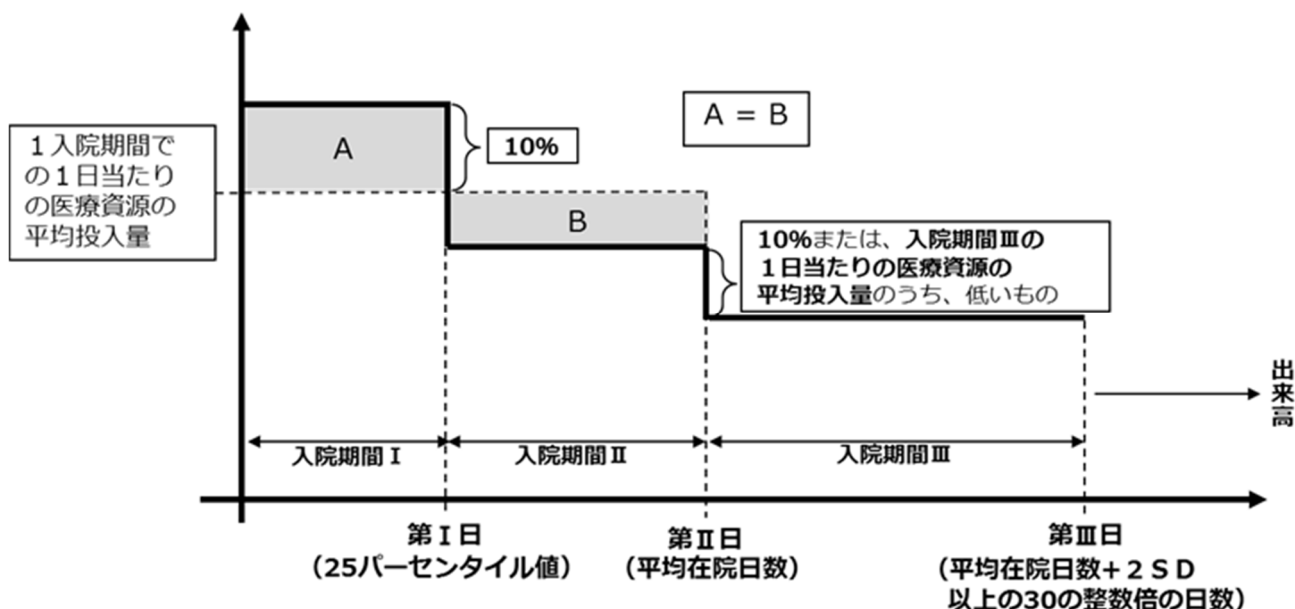 1入院期間で
の1日当たり
の医療資源の
平均投入量
A
10%
A = B
B
10%または、入院期間Ⅲの
1日当たりの医療資源の
平均投入量のうち、低いもの
出来高
入院期間Ⅰ
入院期間Ⅱ
入院期間Ⅲ
第Ⅰ日
(25パーセンタイル値)
第Ⅱ日
(平均在院日数)
第Ⅲ日
(平均在院日数+2SD
以上の30の整数倍の日数)